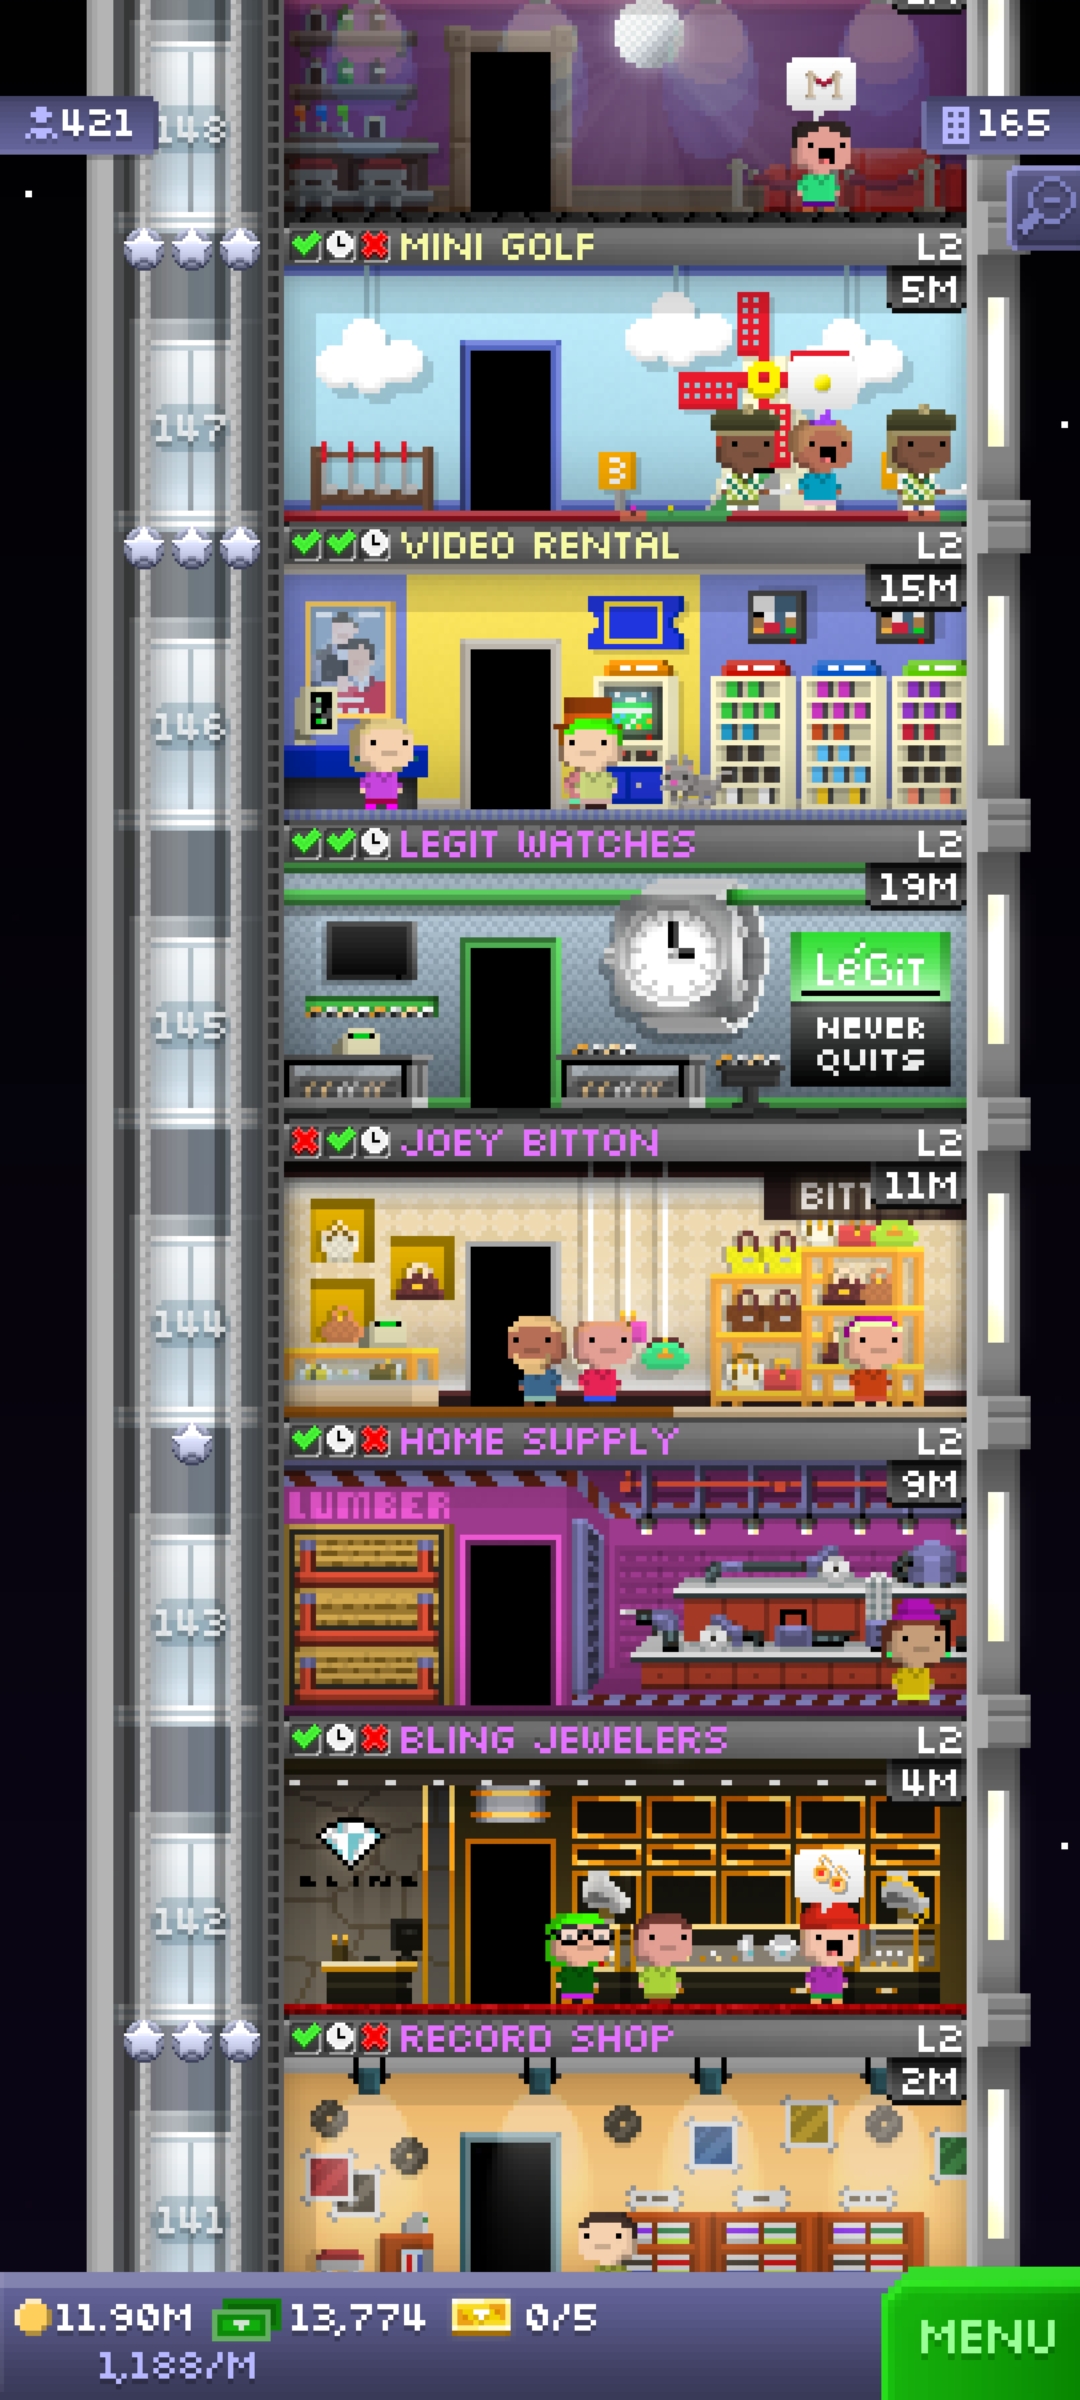 421
148
165
MINI GOLF
L2
5M
147
3
VIDEO RENTAL
L2
15M
146
LEGIT WATCHES
L2
19M
LéGiT
NEVER
QUITS
145
JOEY BITTON
L2
11M
BITT
144
HOME SUPPLY
L2
9M
LUMBER
143
BLING JEWELERS
L2
4M
BLING
142
RECORD SHOP
L2
2M
141
11.90M
13,774
0/5
MENU
1,188/M